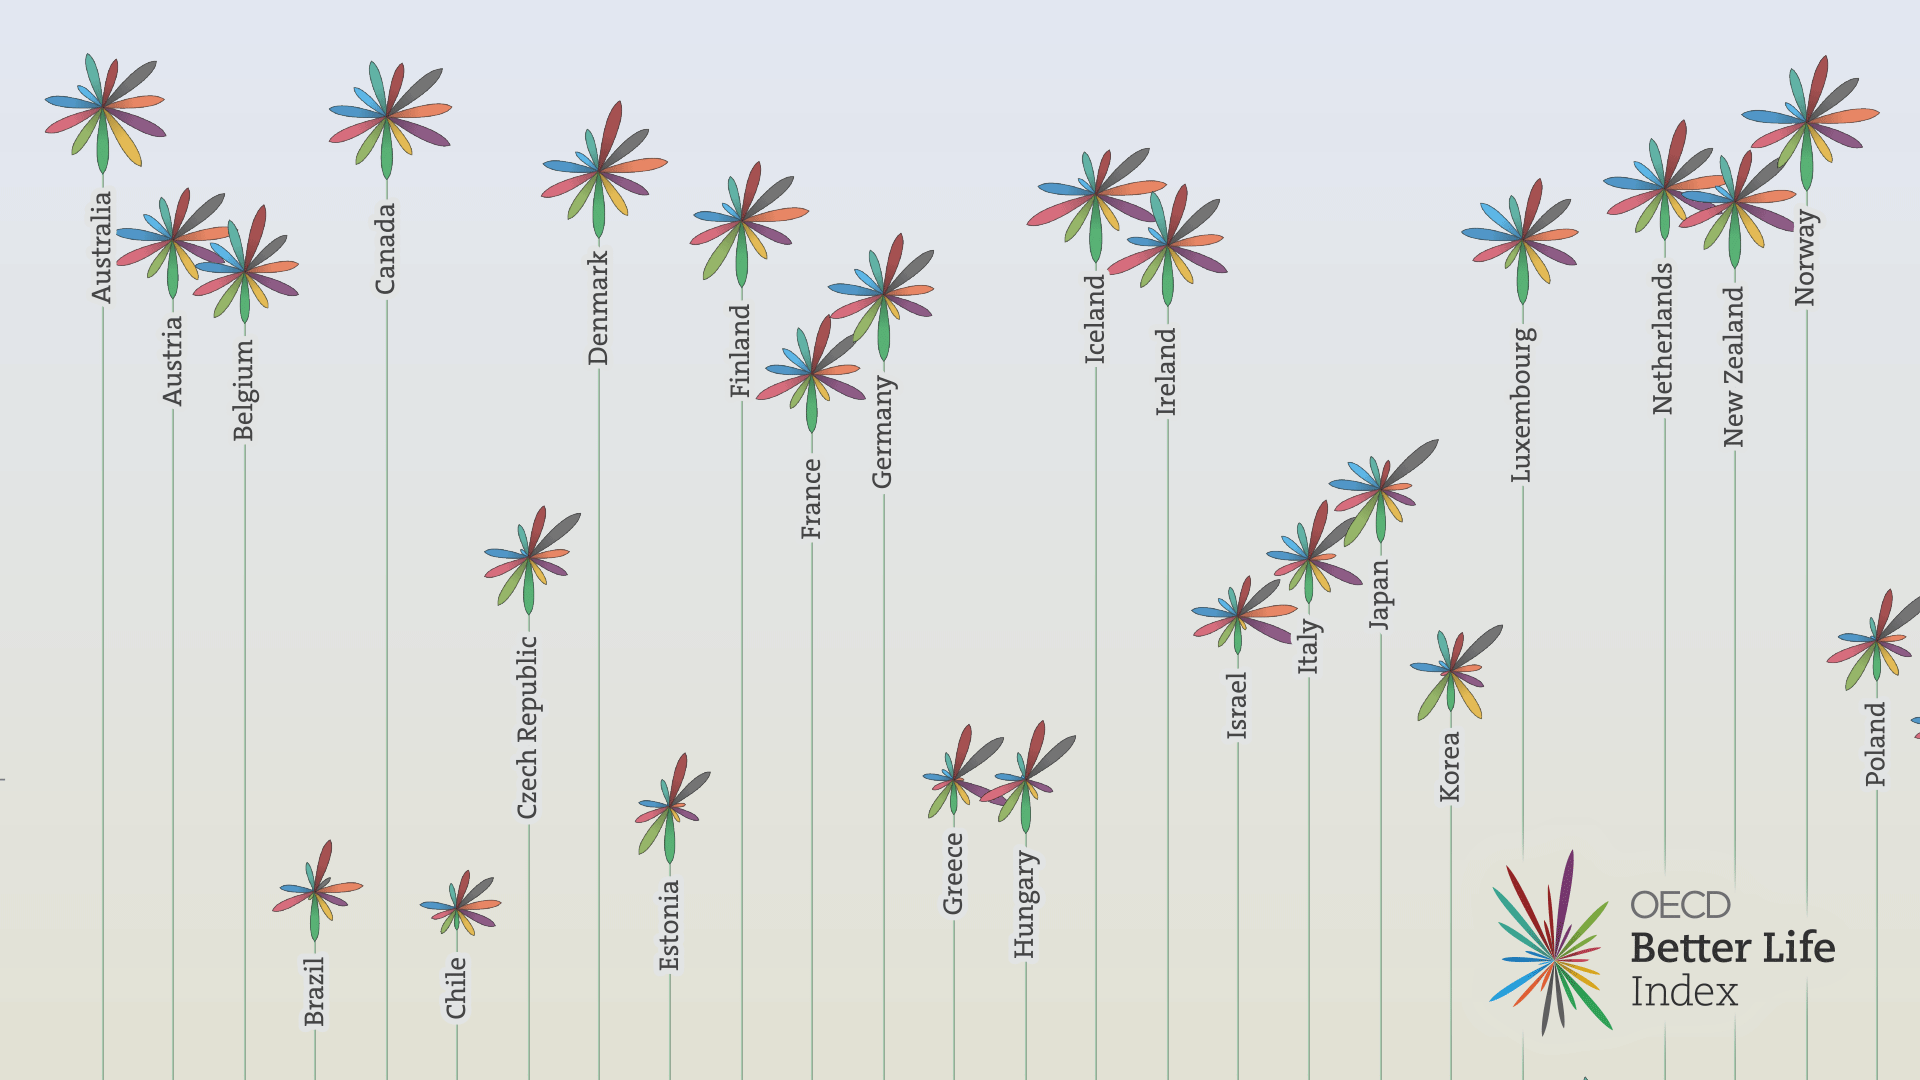 Australia
Austria
Belgium
Brazil
Canada
Chile
Czech Republic
Denmark
Estonia
Finland
France
Germany
Greece
Hungary
Iceland
Ireland
Israel
Italy
Japan
Korea
Luxembourg
Netherlands
New Zealand
Norway
Poland
OECD
Better Life
Index